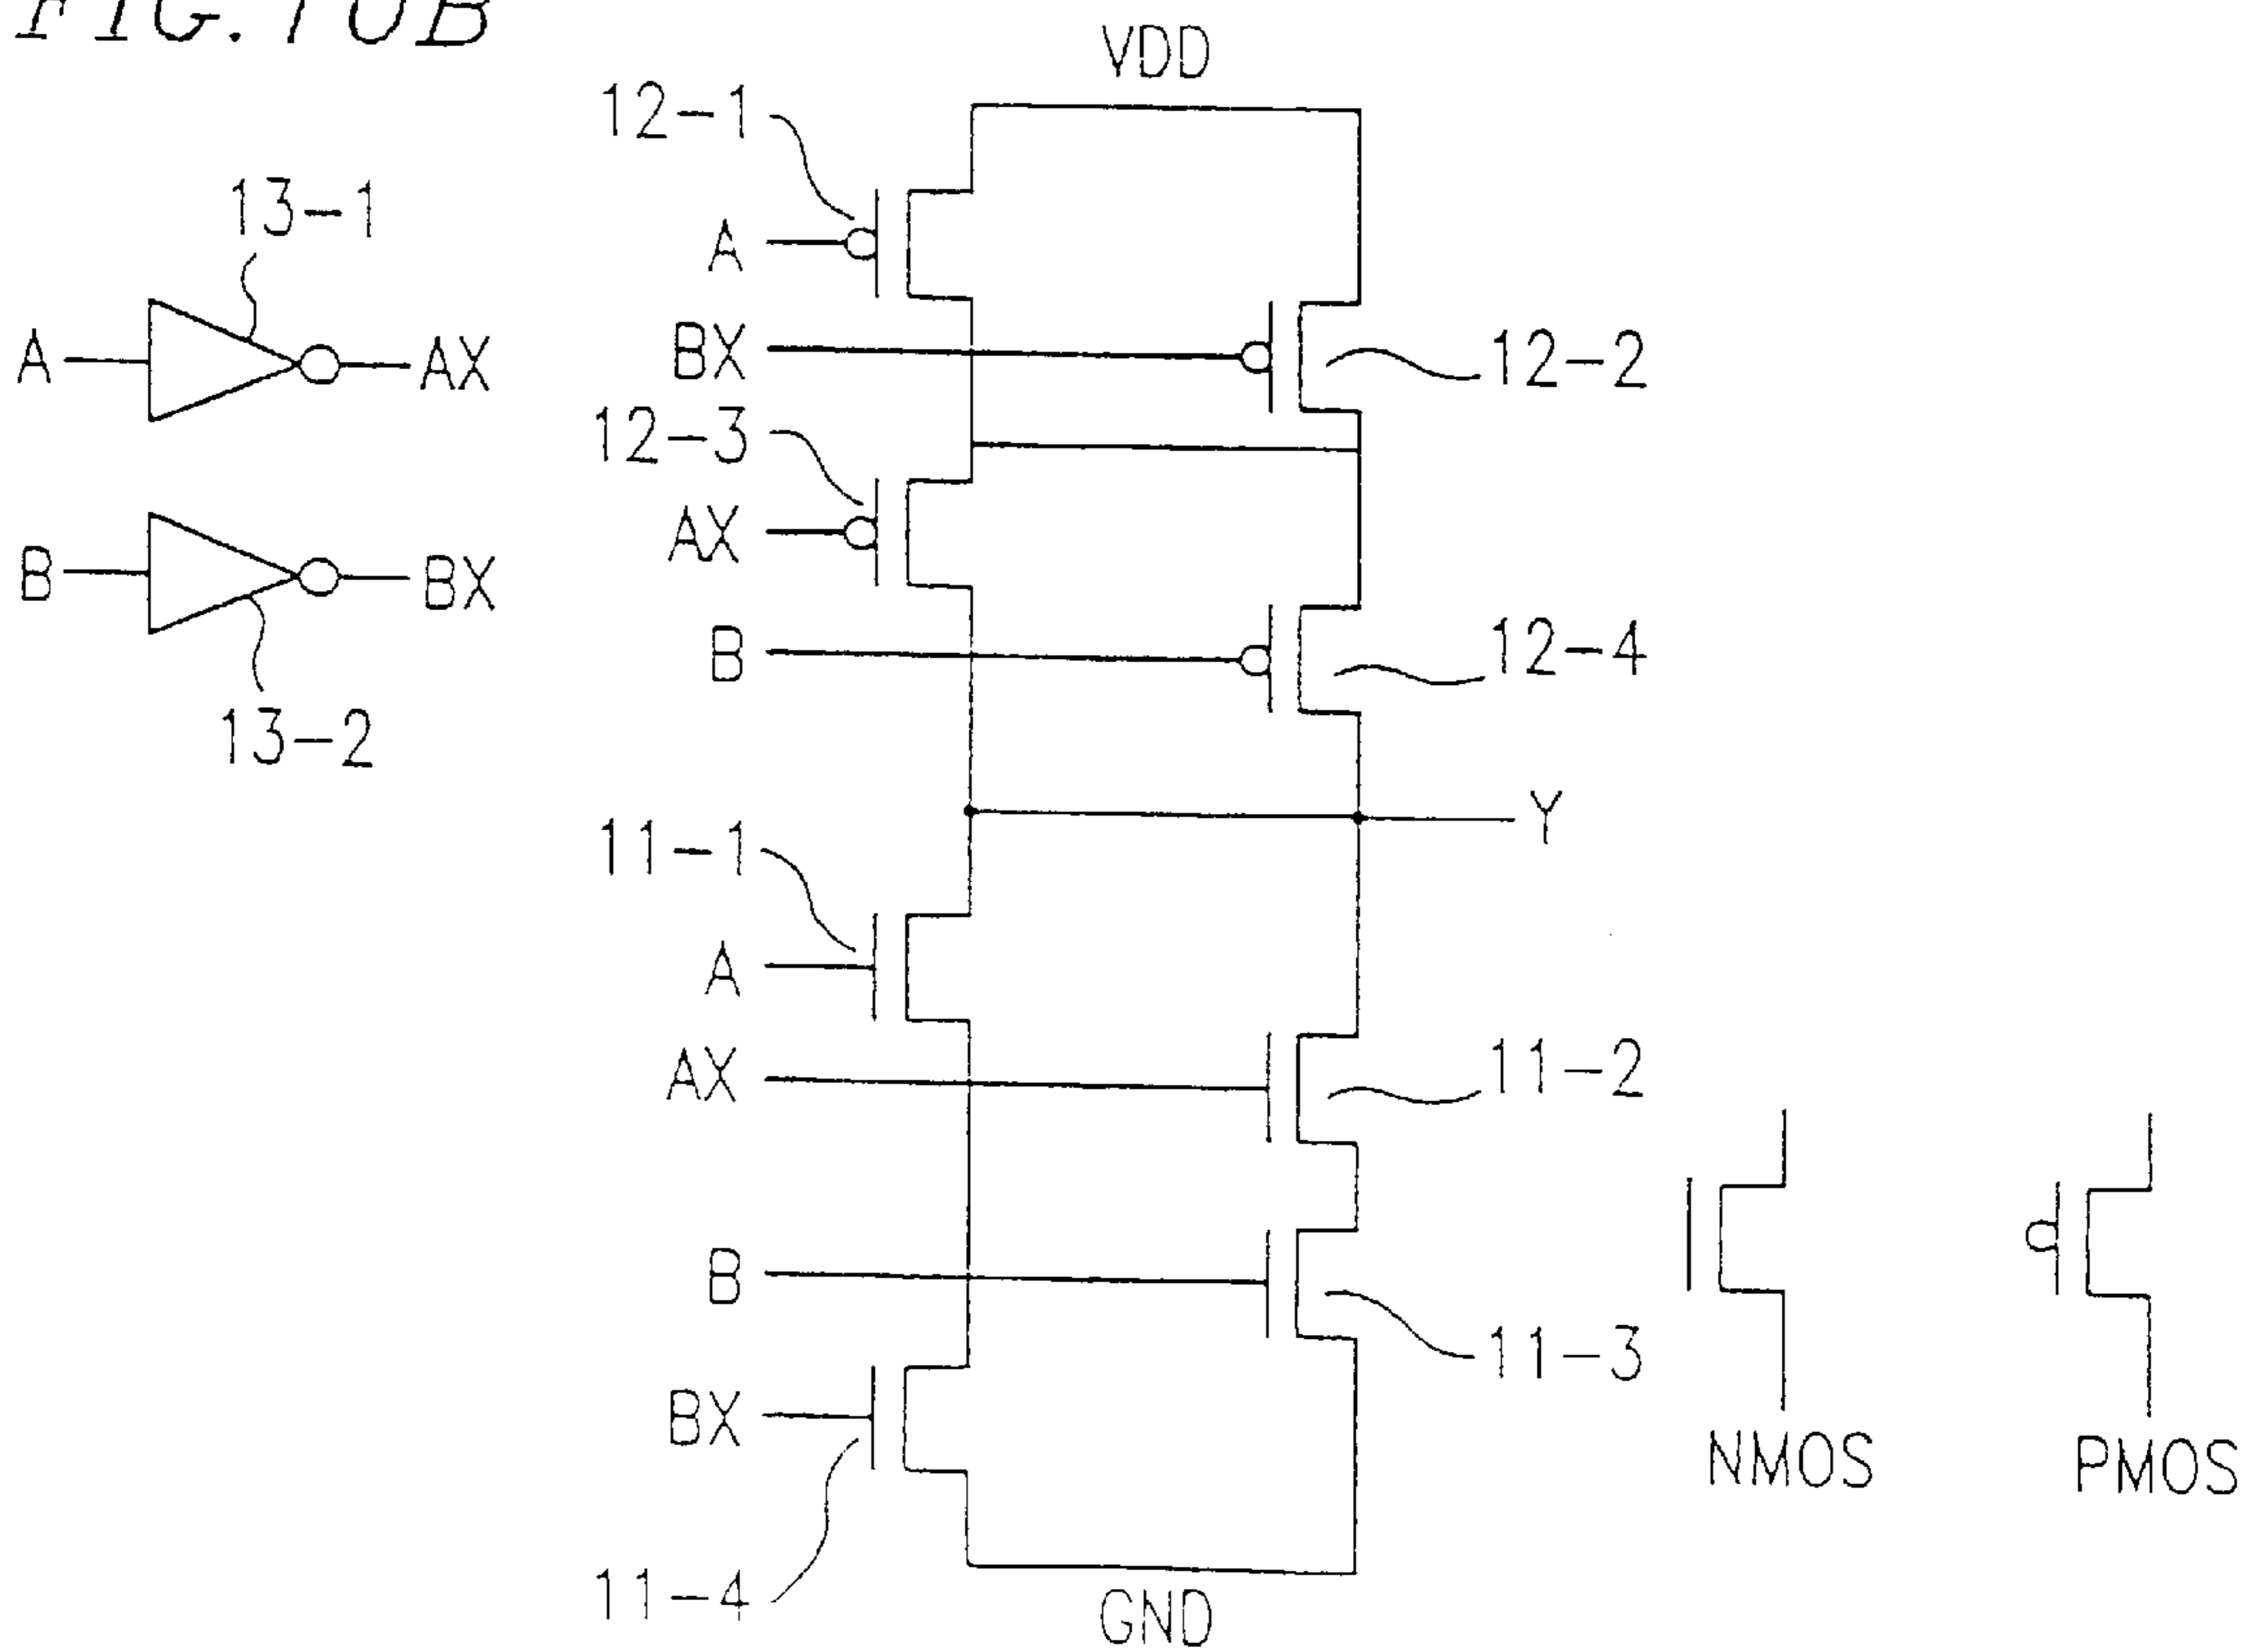 FIG. 10B
VDD
12-1
13-1
A
A
AX
BX
12-2
12-3
AX
B
BX
B
12-4
13-2
Y
11-1
A
AX
11-2
B
11-3
BX
NMOS
PMOS
11-4
GND